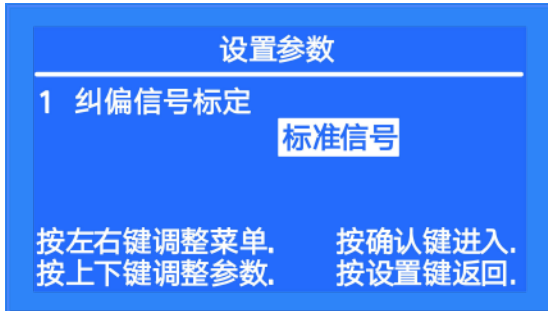 设置参数
1 纠偏信号标定
标准信号
按左右键调整菜单. 按确认键进入.
按上下键调整参数. 按设置键返回.